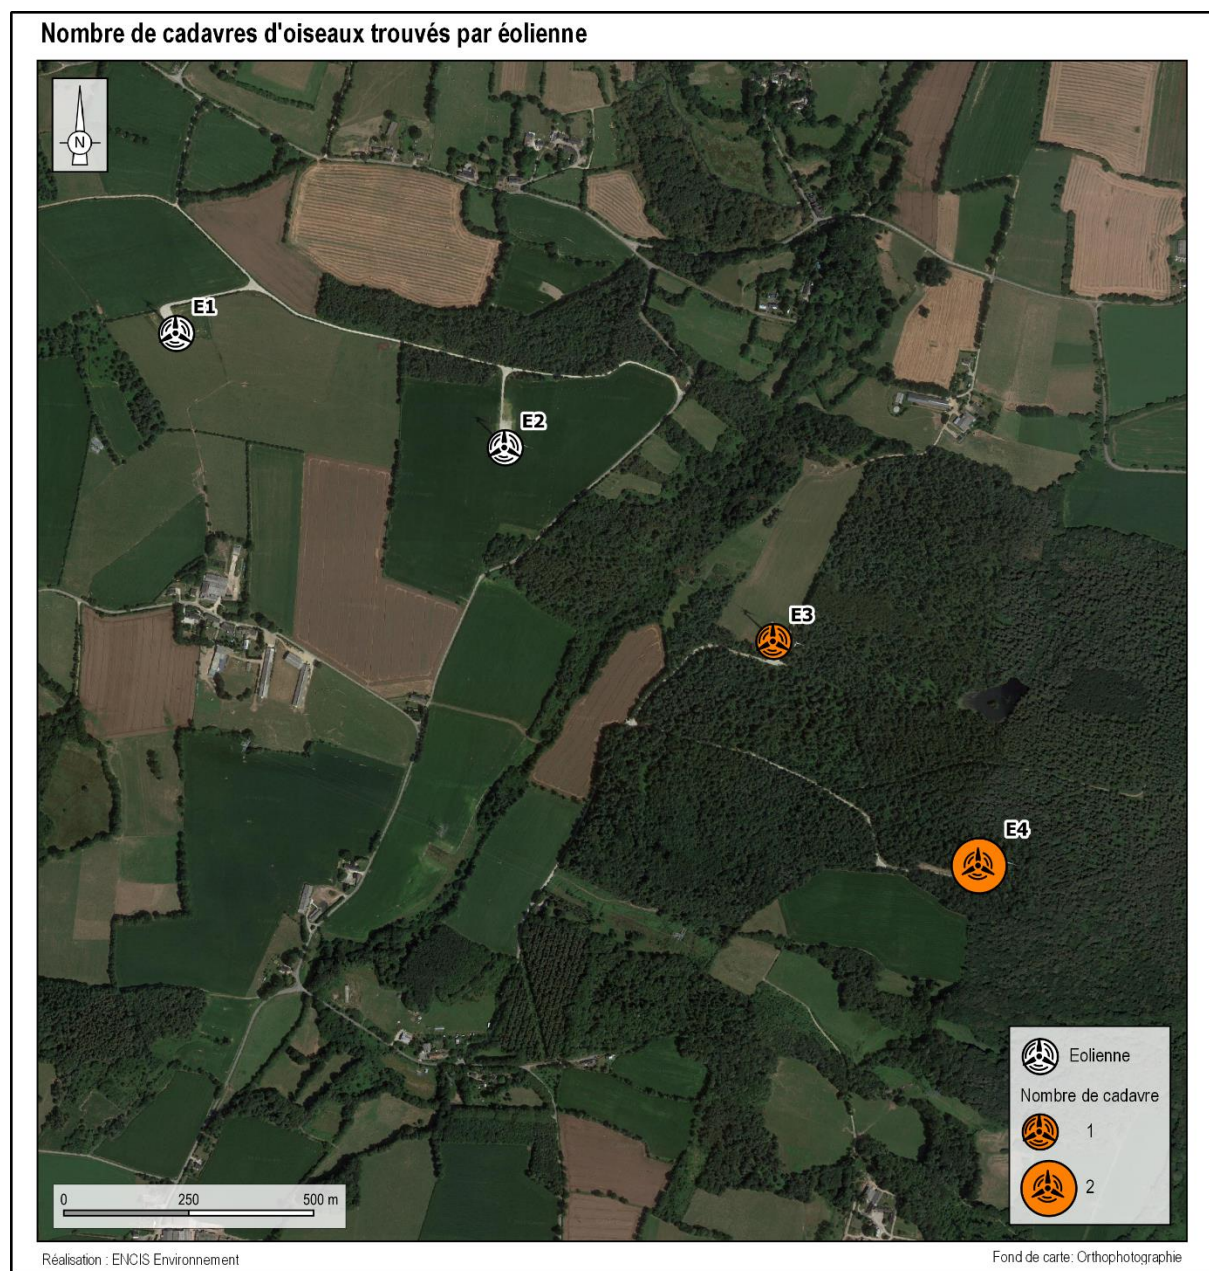 Nombre de cadavres d'oiseaux trouvés par éolienne
N
E1
E2
E3
E4
Eolienne
Nombre de cadavre
1
2
0 250 500 m
Réalisation : ENCIS Environnement
Fond de carte: Orthophotographie